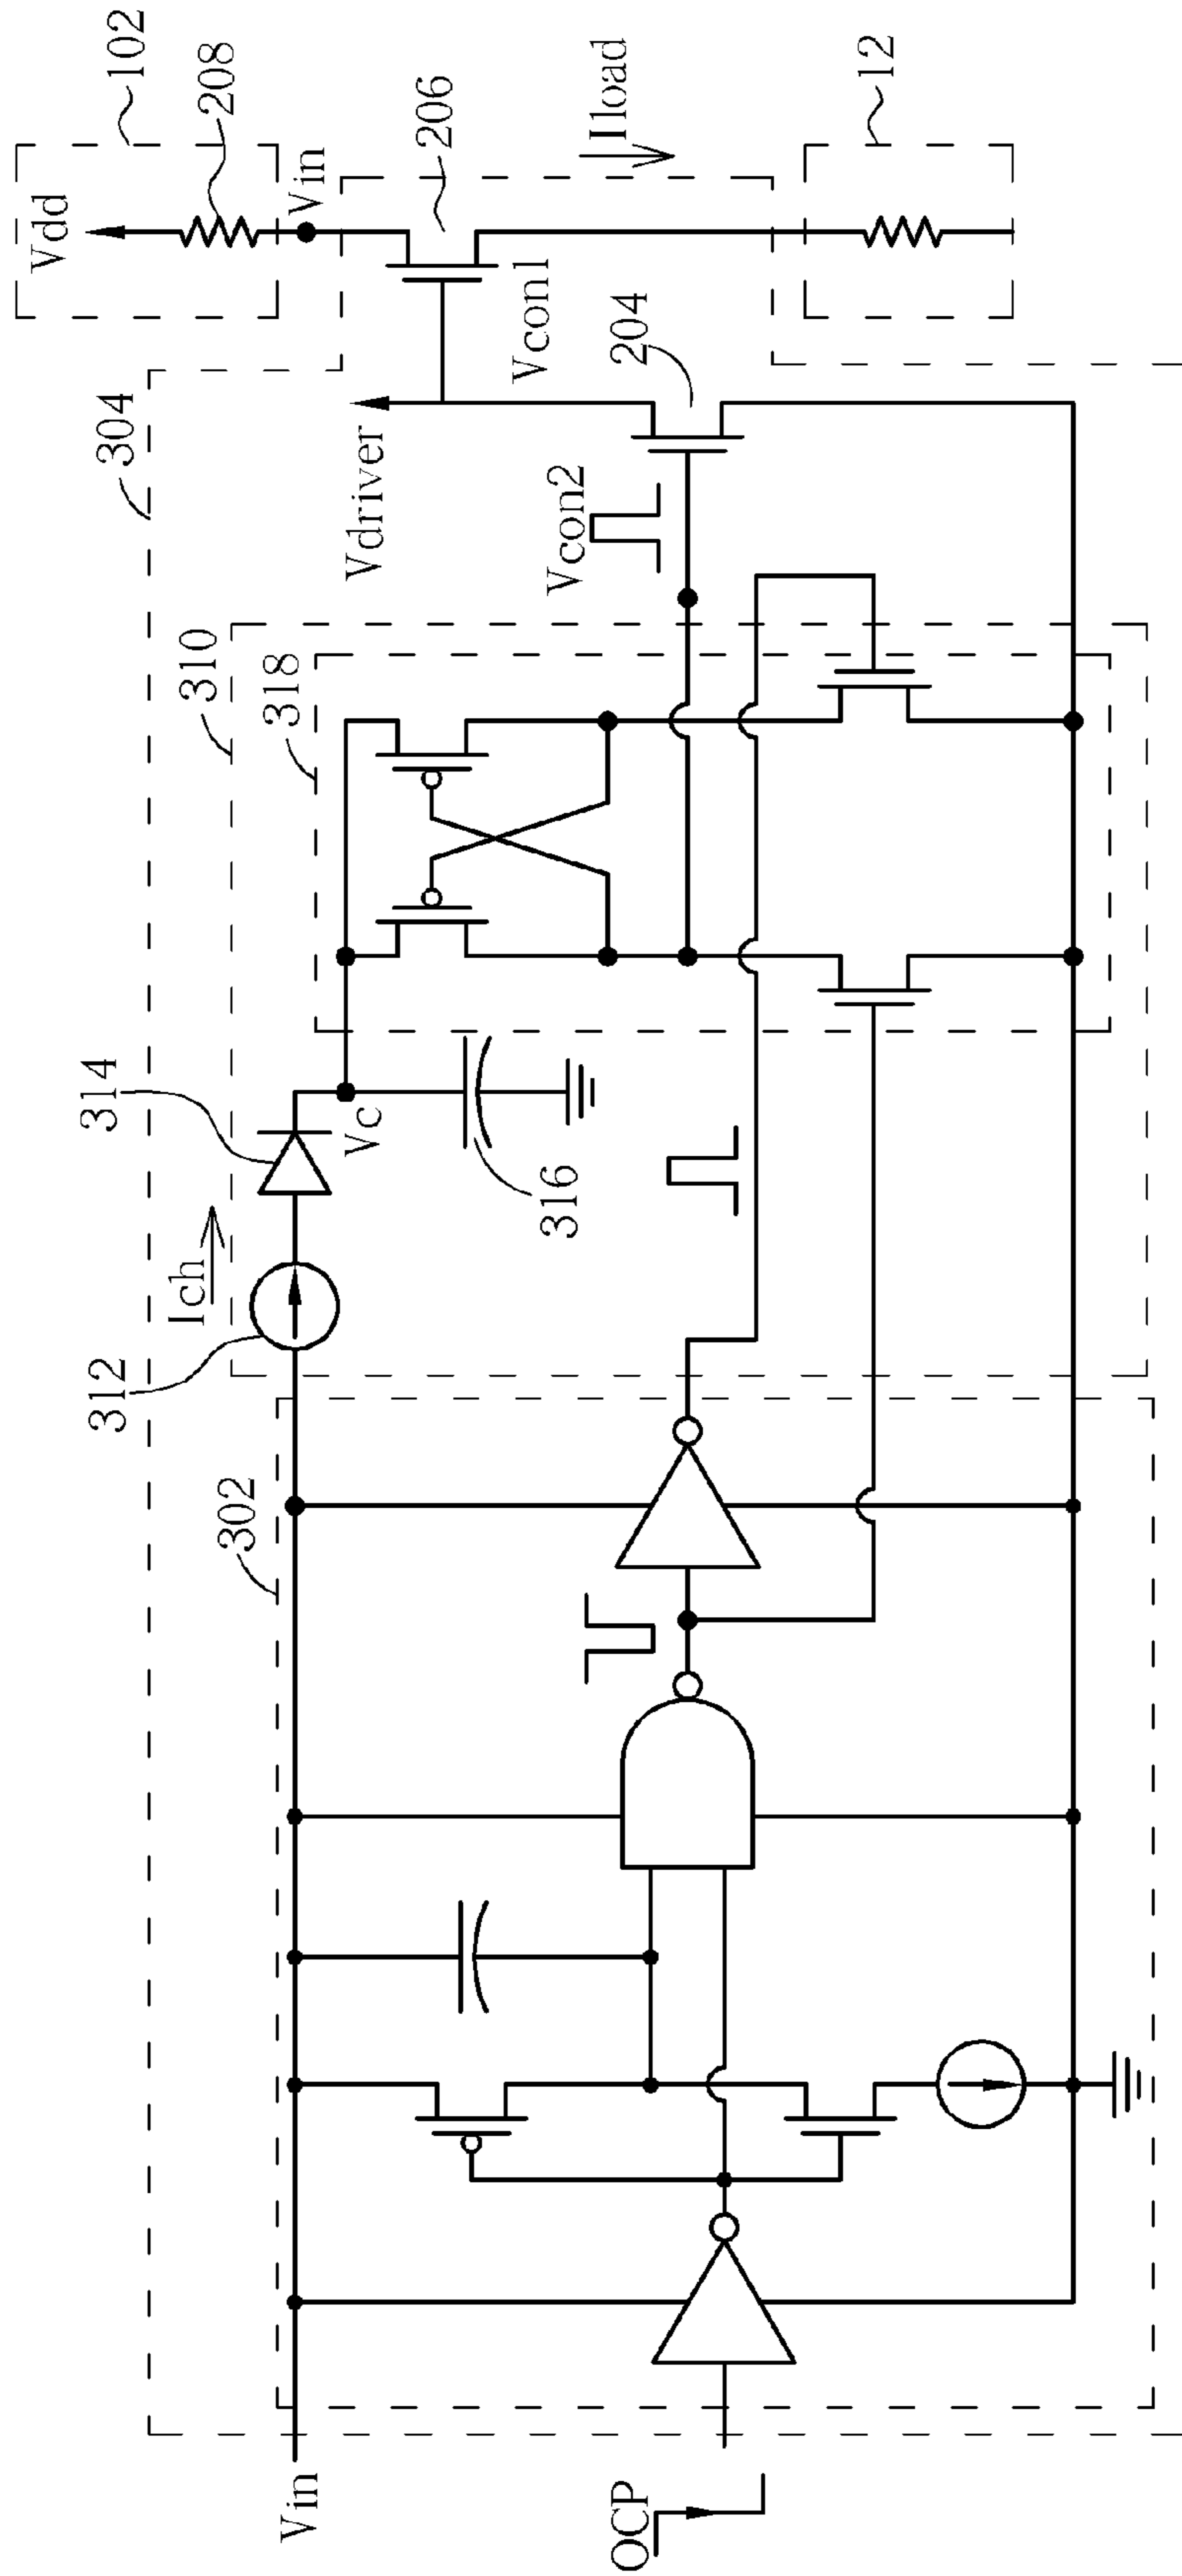 Vdd
102
208
Vin
206
Iload
12
304
Vdriver
Vcon1
204
Vcon2
310
318
314
Vc
316
Ich
312
302
Vin
OCP